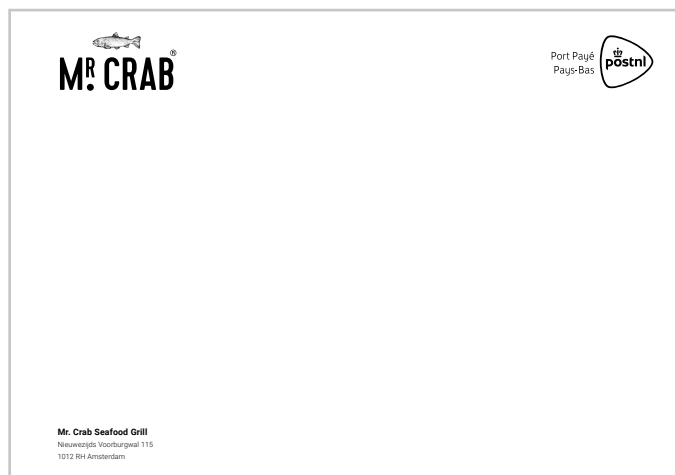 MR. CRAB®
Port Payé
Pays-Bas
postnl
Mr. Crab Seafood Grill
Nieuwezijds Voorburgwal 115
1012 RH Amsterdam